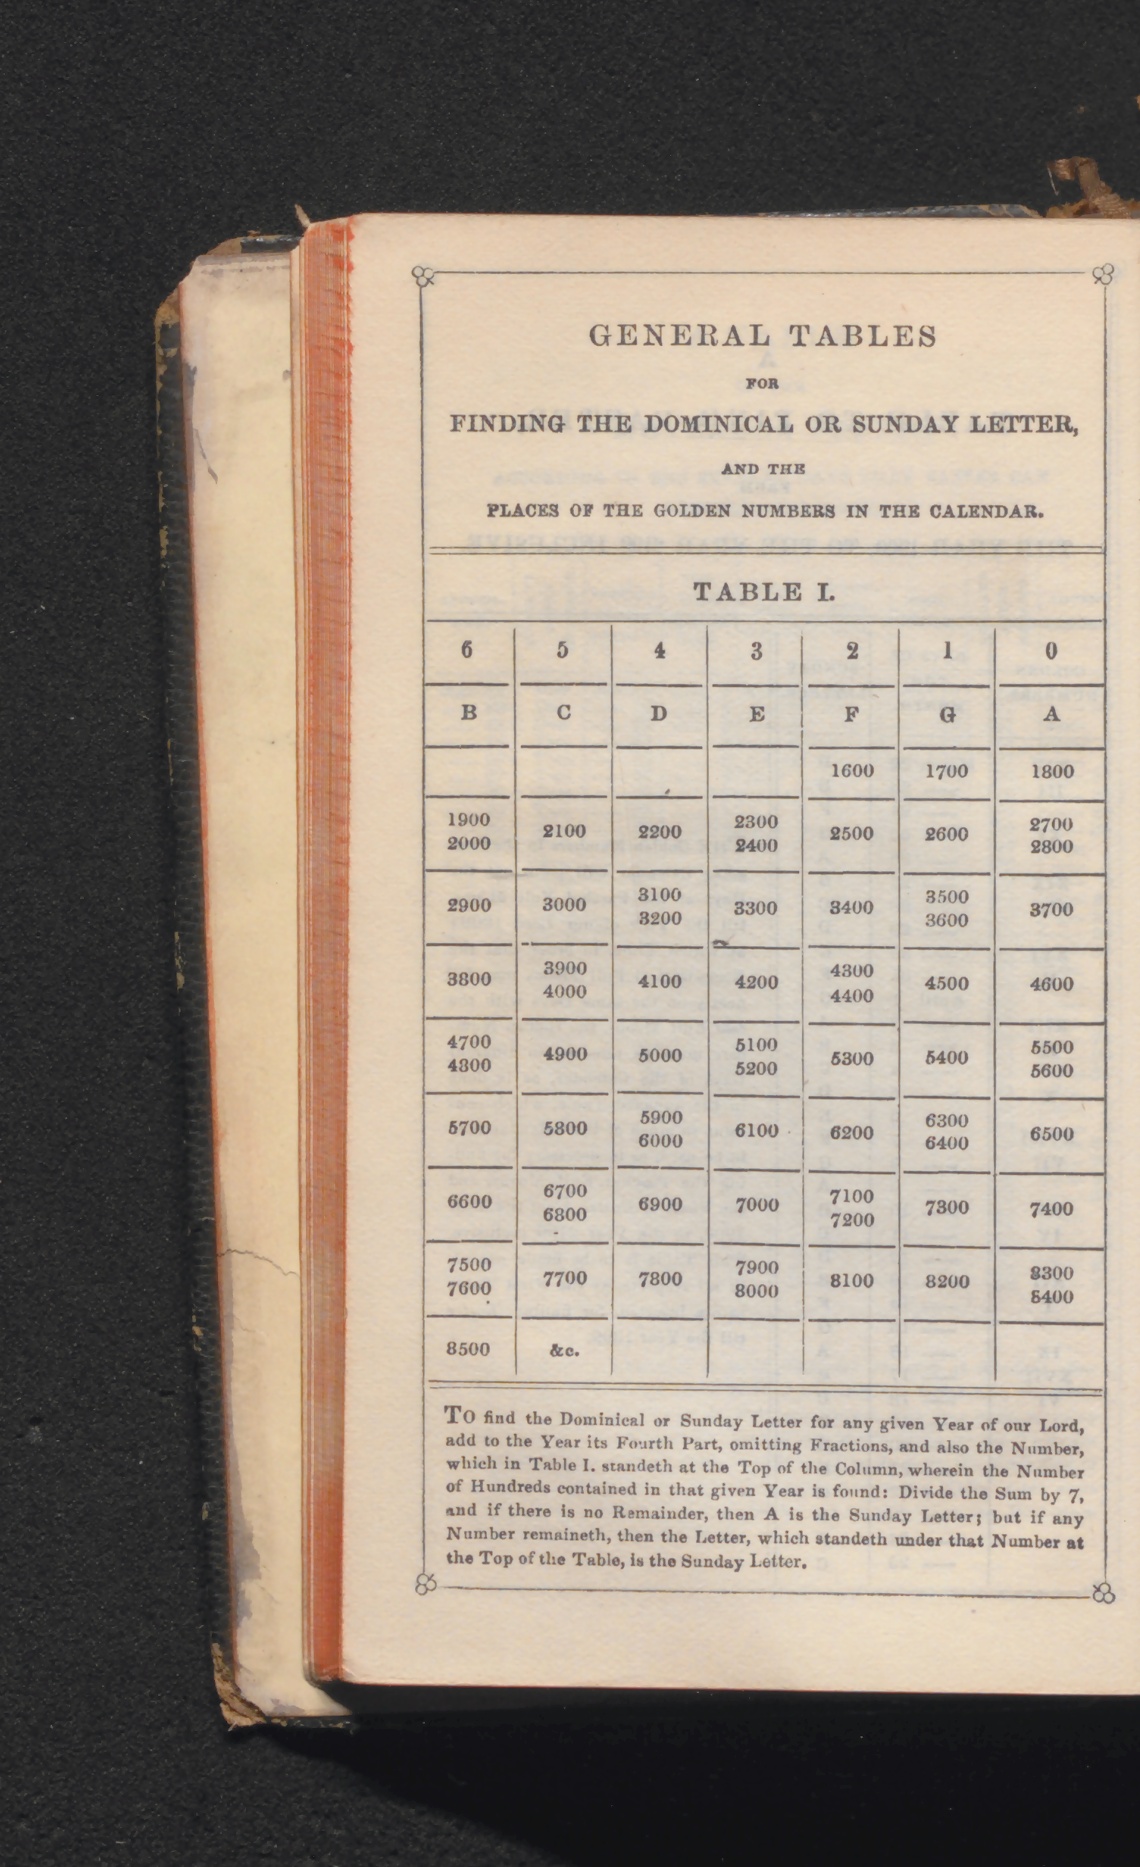 GENERAL TABLES
FOR
FINDING THE DOMINICAL OR SUNDAY LETTER,
AND THE
PLACES OF THE GOLDEN NUMBERS IN THE CALENDAR.
TABLE I.
6 5 4 3 2 1 0
B C D E F G A
1600 1700 1800
1900 2000 2100 2200 2300 2400 2500 2600 2700 2800
2900 3000 3100 3200 3300 3400 3500 3600 3700
3800 3900 4000 4100 4200 4300 4400 4500 4600
4700 4800 4900 5000 5100 5200 5300 5400 5500 5600
5700 5800 5900 6000 6100 6200 6300 6400 6500
6600 6700 6800 6900 7000 7100 7200 7300 7400
7500 7600 7700 7800 7900 8000 8100 8200 8300 8400
8500 &c.
To find the Dominical or Sunday Letter for any given Year of our Lord,
add to the Year its Fourth Part, omitting Fractions, and also the Number,
which in Table I. standeth at the Top of the Column, wherein the Number
of Hundreds contained in that given Year is found: Divide the Sum by 7,
and if there is no Remainder, then A is the Sunday Letter; but if any
Number remaineth, then the Letter, which standeth under that Number at
the Top of the Table, is the Sunday Letter.